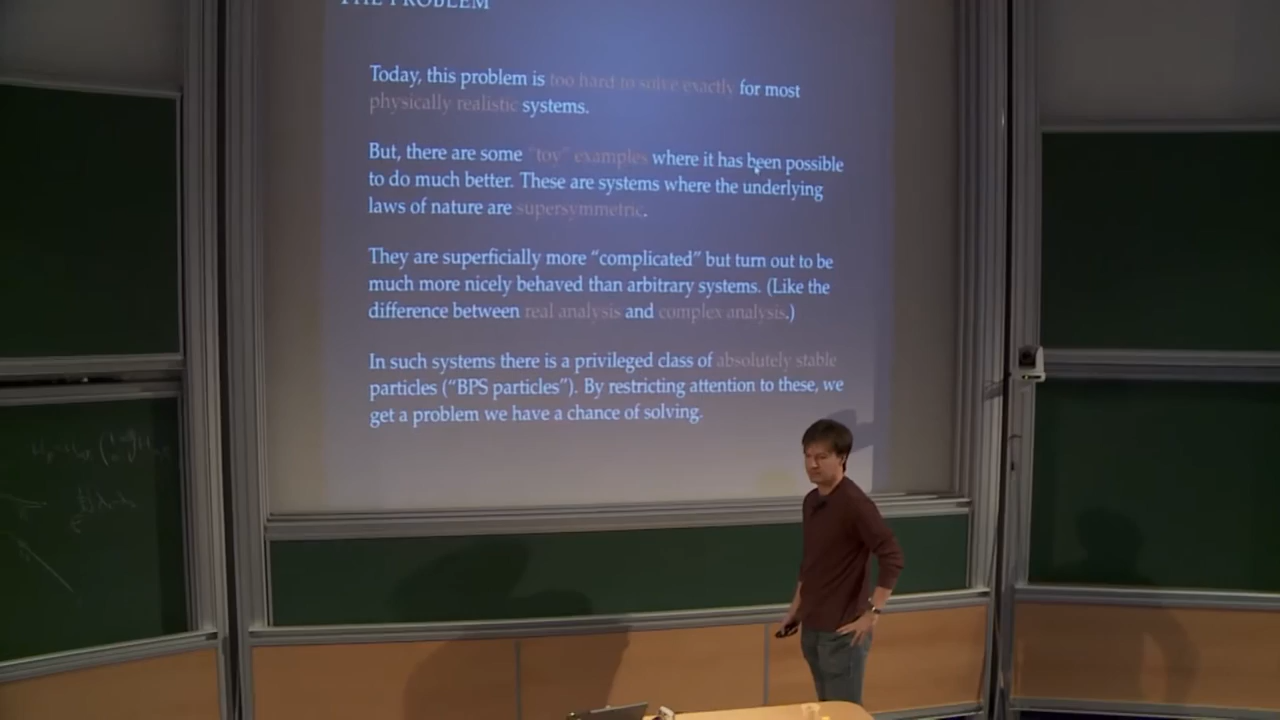 THE PROBLEM
Today, this problem is too hard to solve exactly for most
physically realistic systems.
But, there are some "toy" examples where it has been possible
to do much better. These are systems where the underlying
laws of nature are supersymmetric.
They are superficially more “complicated” but turn out to be
much more nicely behaved than arbitrary systems. (Like the
difference between real analysis and complex analysis.)
In such systems there is a privileged class of absolutely stable
particles (“BPS particles”). By restricting attention to these, we
get a problem we have a chance of solving.